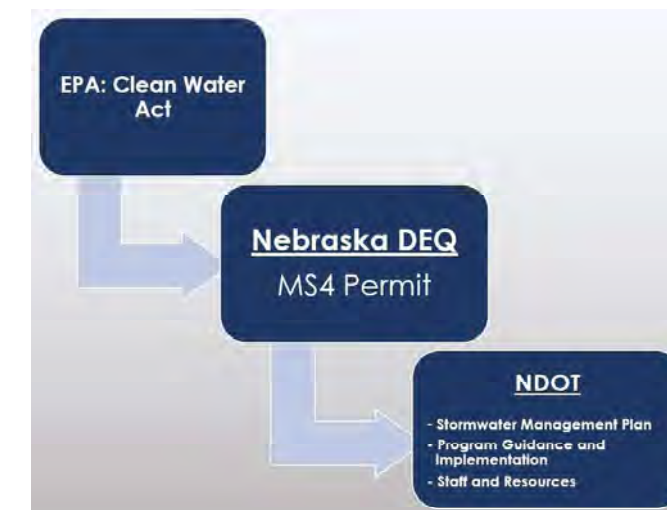 EPA: Clean Water
Act
Nebraska DEQ
MS4 Permit
NDOT
- Stormwater Management Plan
- Program Guidance and
Implementation
- Staff and Resources